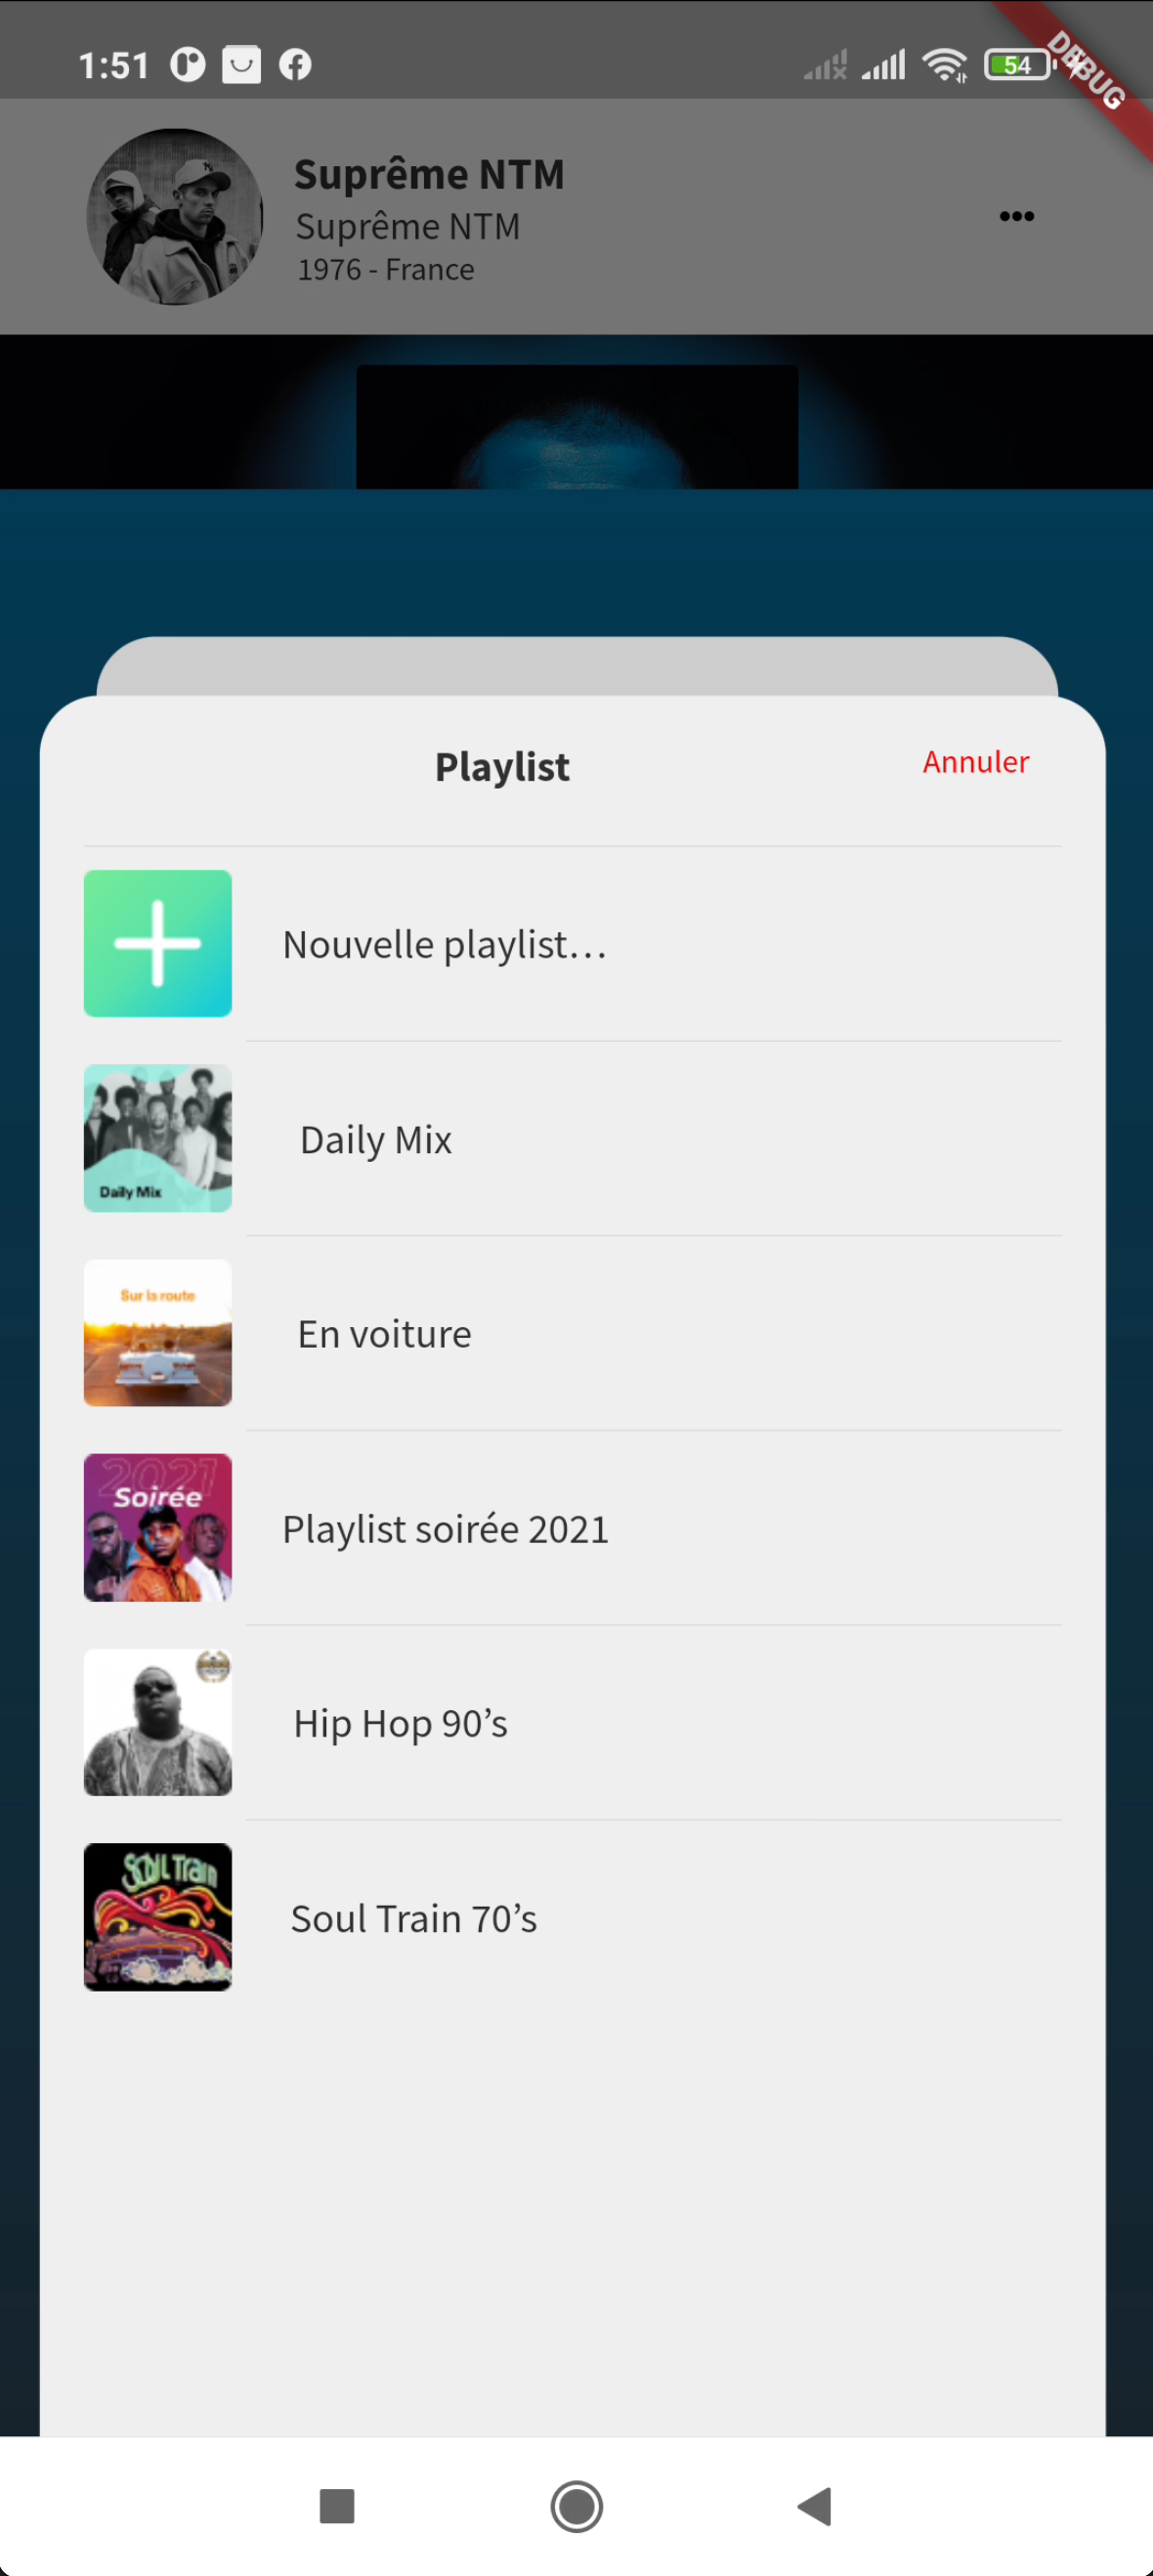 1:51
54
DEBUG
Suprême NTM
Suprême NTM
1976 - France
Playlist
Annuler
Nouvelle playlist…
Daily Mix
Daily Mix
Sur la route
En voiture
2021
Soirée
Playlist soirée 2021
Hip Hop 90’s
Soul Train
Soul Train 70’s